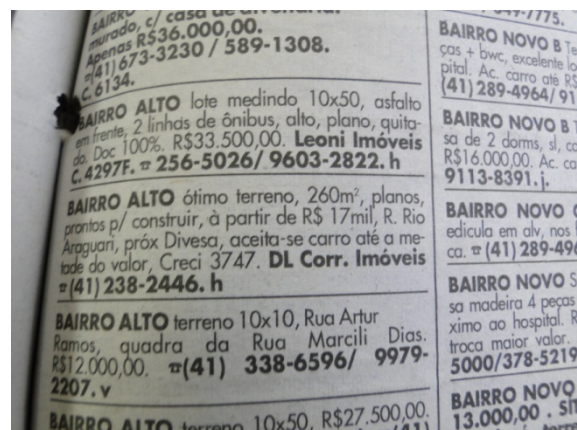 BAIRRO
murado, c/ casa de
Apenas R$36.000,00.
(41) 673-3230 / 589-1308.
C. 6134.
BAIRRO ALTO lote medindo 10x50, asfalto
em frente, 2 linhas de ônibus, alto, plano, quita-
do. Doc 100%. R$33.500,00. Leoni Imóveis
C. 4297F. ☎ 256-5026/ 9603-2822. h
BAIRRO ALTO ótimo terreno, 260m², planos,
prontos p/ construir, à partir de R$ 17mil, R. Rio
Araguari, próx Divesa, aceita-se carro até a me-
tade do valor, Creci 3747. DL Corr. Imóveis
☎ (41) 238-2446. h
BAIRRO ALTO terreno 10x10, Rua Artur
Ramos, quadra da Rua Marcili Dias.
R$12.000,00. ☎(41) 338-6596/ 9979-
2207. v
BAIRRO ALTO terreno 10x50, R$27.500,00.
(41)
-7775.
BAIRRO NOVO B
ças + bwc, excelente
pital. Ac. carro até
(41) 289-4964/
BAIRRO NOVO B
sa de 2 dorms, sl,
R$16.000,00. Ac.
9113-8391. j.
BAIRRO NOVO
edicula em alv, nos
ca. ☎ (41)
BAIRRO NOVO
sa madeira 4 peças
ximo ao hospital.
troca maior valor.
5000/378-5219
BAIRRO NOVO
13.000,00 .